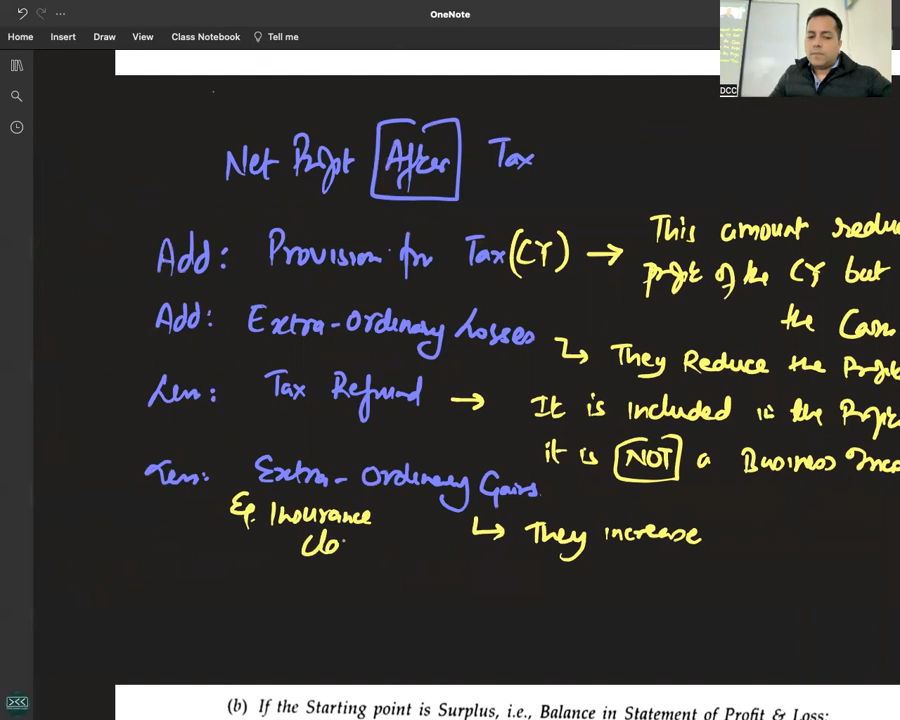 OneNote
Home Insert Draw View Class Notebook Tell me
DCC
Net Profit After Tax
Add: Provision for Tax (CY) → This amount reduc
profit of the CY but
the Cash
Add: Extra-Ordinary Losses
↳ They Reduce the Profit
Less: Tax Refund → It is included in the Profit
it is NOT a Business Inco
Less: Extra-Ordinary Gains.
↳ They increase
Eg. Insurance
(b) If the Starting point is Surplus, i.e., Balance in Statement of Profit & Loss: